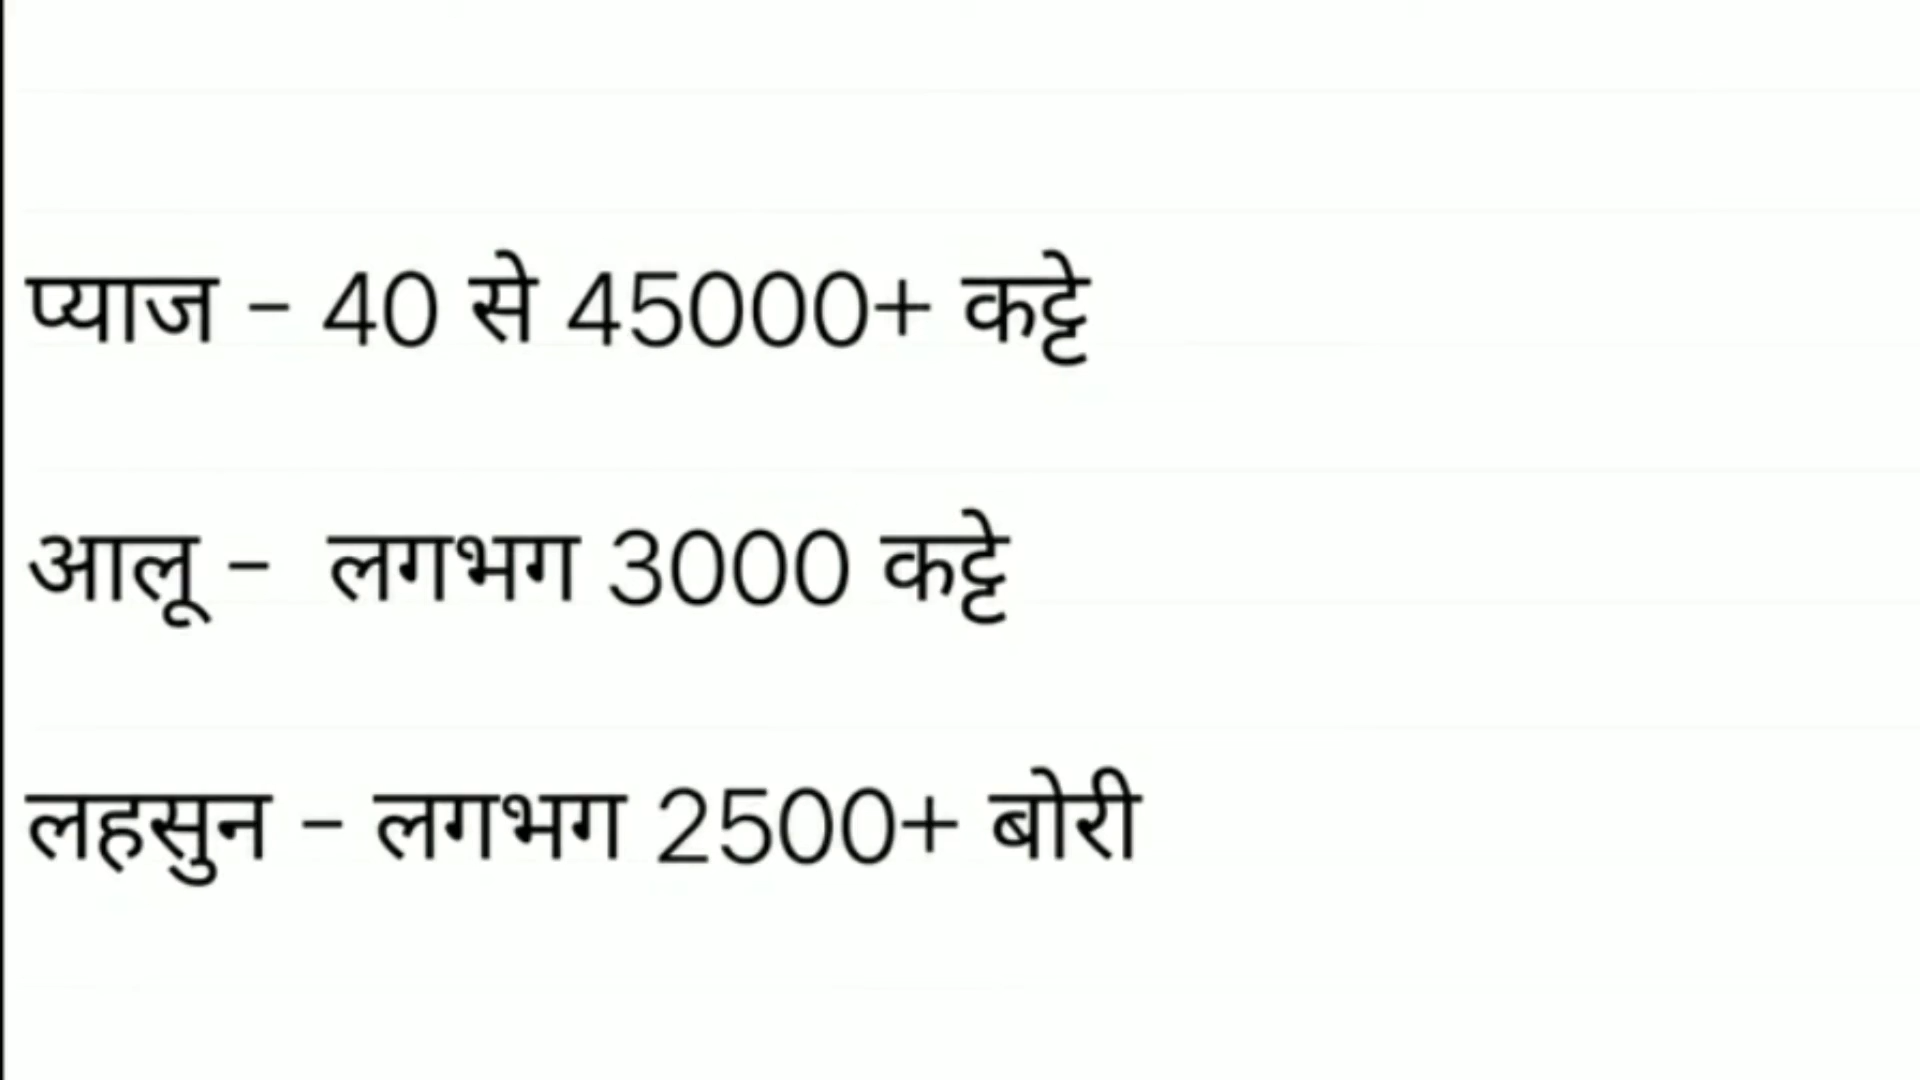 प्याज - 40 से 45000+ कट्टे
आलू - लगभग 3000 कट्टे
लहसुन - लगभग 2500+ बोरी